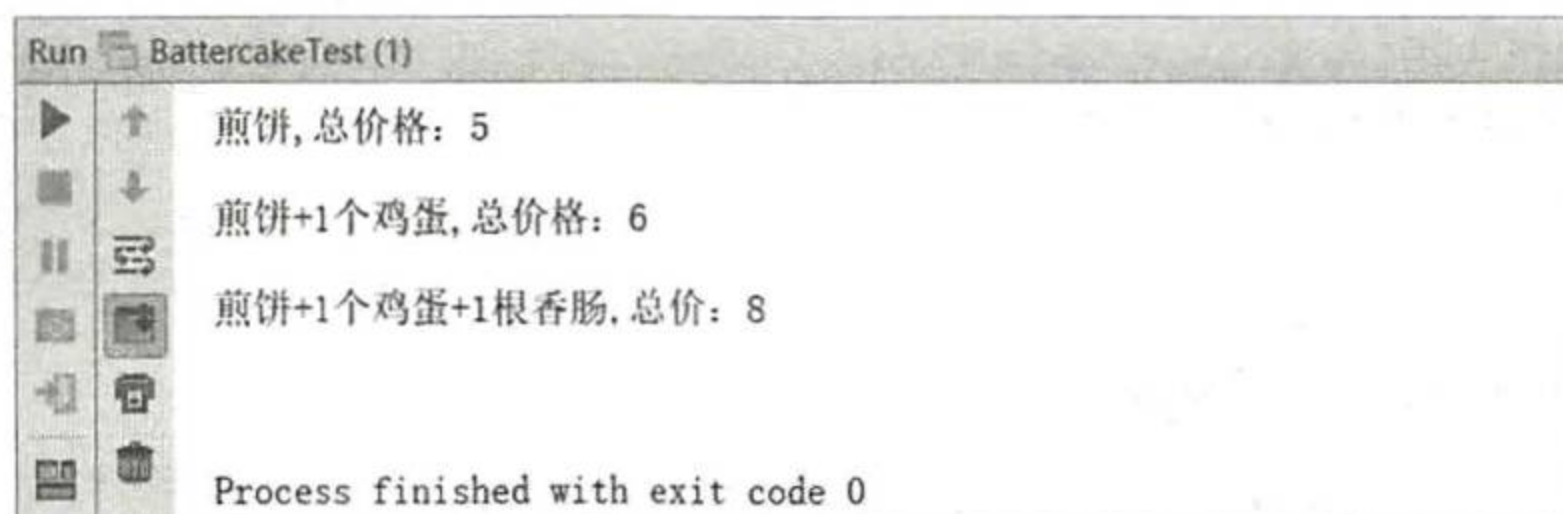 Run BattercakeTest (1)
煎饼,总价格：5
煎饼+1个鸡蛋,总价格：6
煎饼+1个鸡蛋+1根香肠,总价：8
Process finished with exit code 0